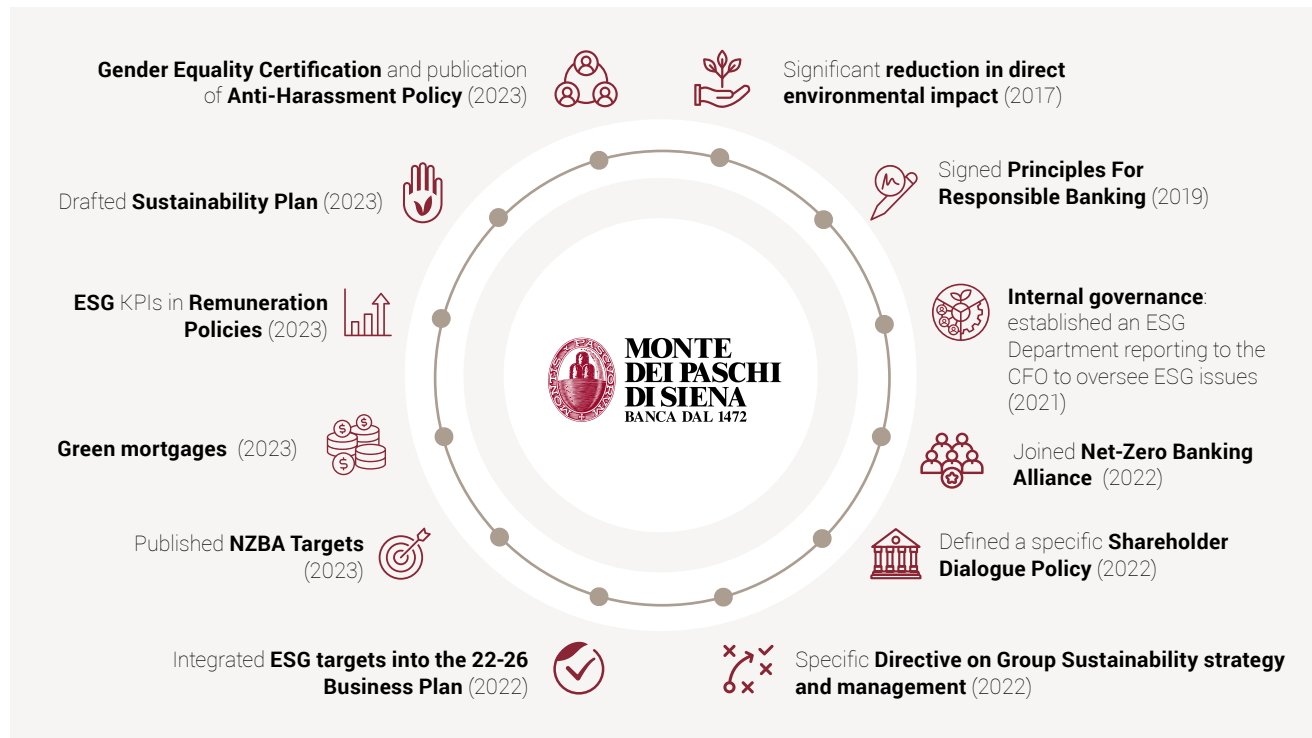 Gender Equality Certification and publication
of Anti-Harassment Policy (2023)
Significant reduction in direct
environmental impact (2017)
Drafted Sustainability Plan (2023)
Signed Principles For
Responsible Banking (2019)
ESG KPIs in Remuneration
Policies (2023)
Internal governance:
established an ESG
Department reporting to the
CFO to oversee ESG issues
(2021)
MONTE
DEI PASCHI
DI SIENA
BANCA DAL 1472
Green mortgages (2023)
Joined Net-Zero Banking
Alliance (2022)
Published NZBA Targets
(2023)
Defined a specific Shareholder
Dialogue Policy (2022)
Integrated ESG targets into the 22-26
Business Plan (2022)
Specific Directive on Group Sustainability strategy
and management (2022)